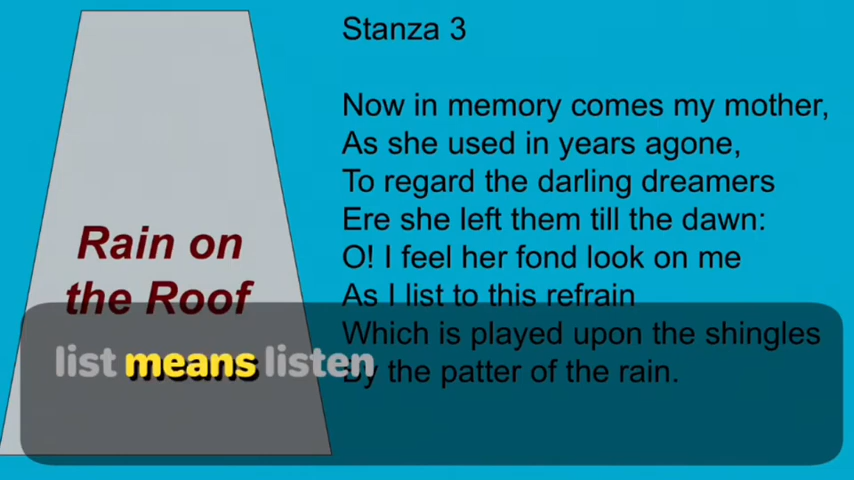 Stanza 3
Now in memory comes my mother,
As she used in years agone,
To regard the darling dreamers
Ere she left them till the dawn:
O! I feel her fond look on me
As I list to this refrain
Which is played upon the shingles
By the patter of the rain.
Rain on
the Roof
list means listen